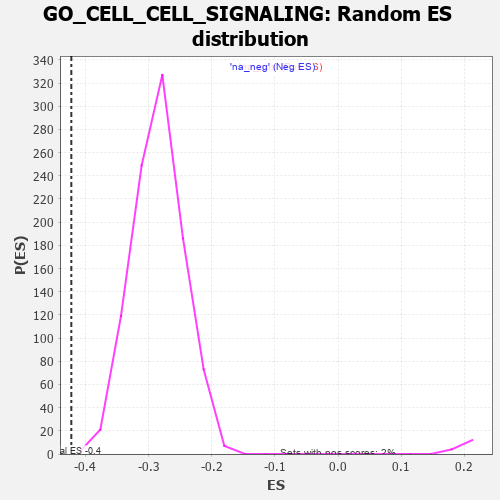 GO_CELL_CELL_SIGNALING: Random ES
distribution
'na_neg' (Neg ES)
P(ES)
340
320
300
280
260
240
220
200
180
160
140
120
100
80
60
40
20
0
al ES -0.4
Sets with pos scores: 2%
-0.4 -0.3 -0.2 -0.1 0.0 0.1 0.2
ES